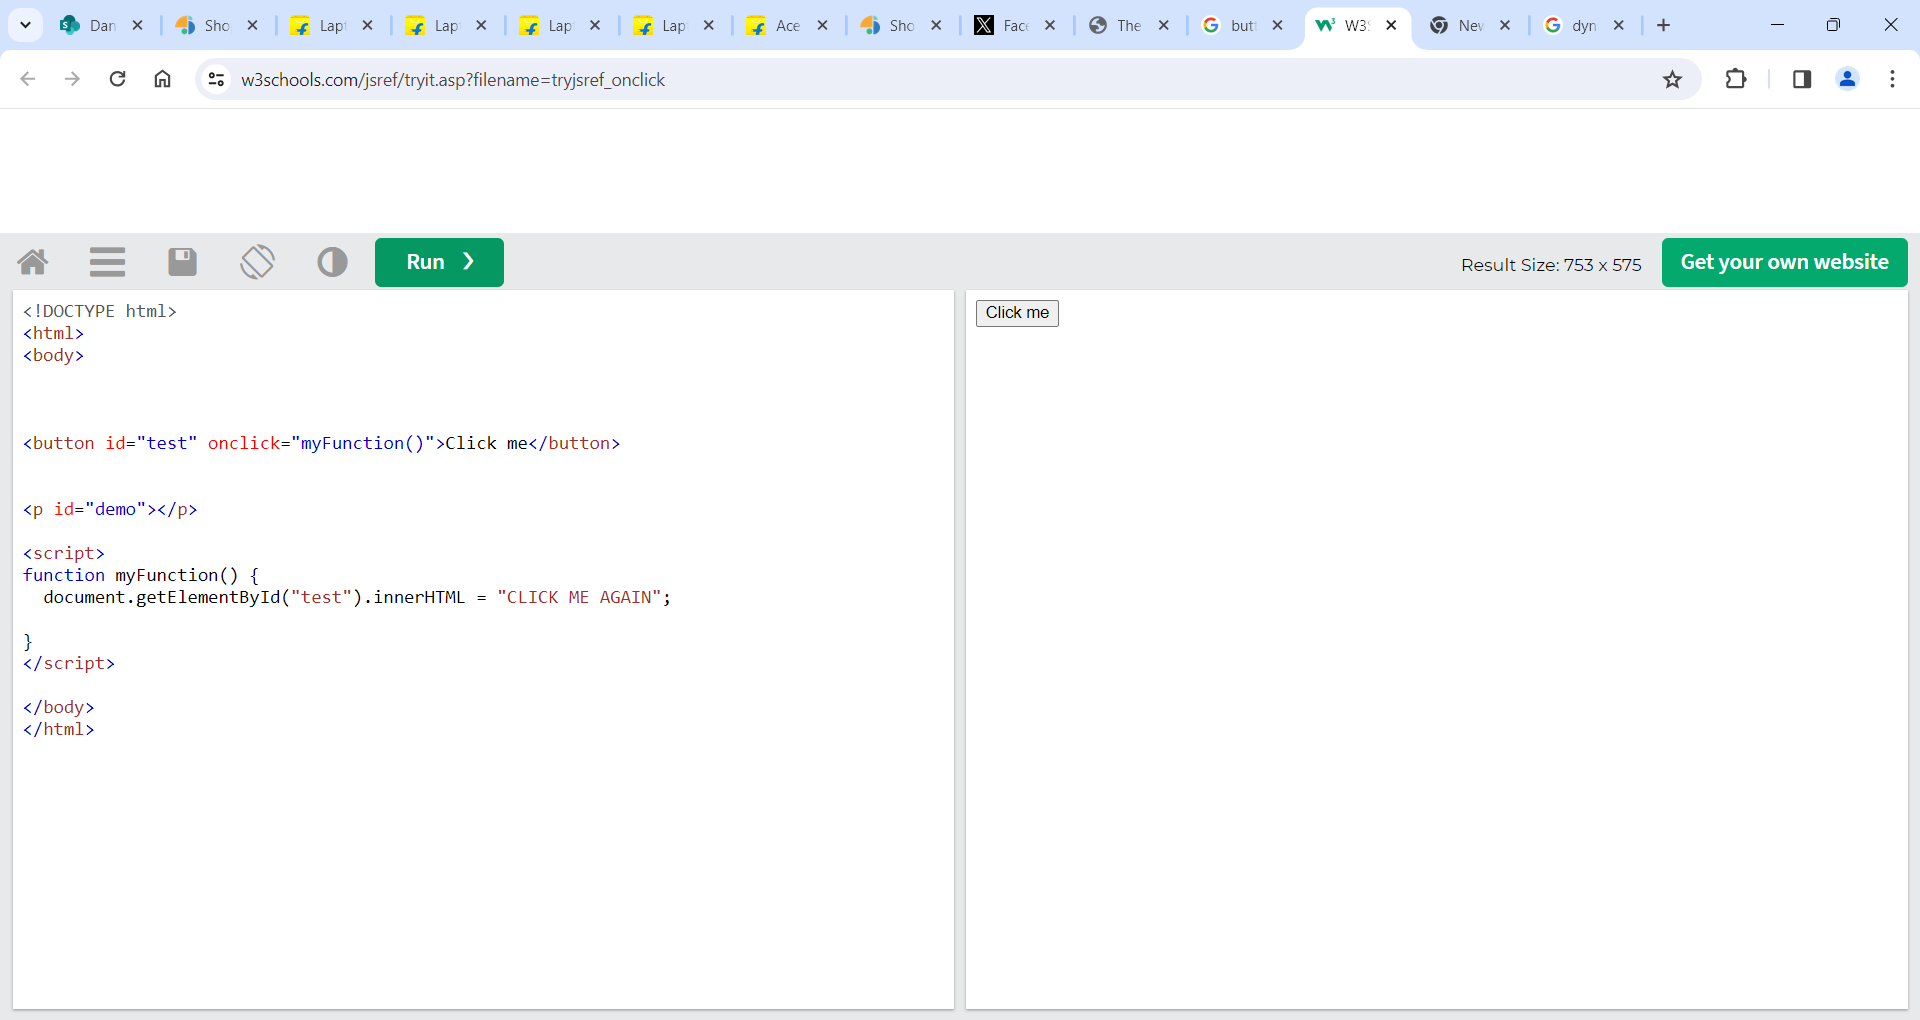 Dan
Sho
Lap
Lap
Lap
Lap
Ace
Sho
Fac
The
but
W3
New
dyn
w3schools.com/jsref/tryit.asp?filename=tryjsref_onclick
Run ❯
Result Size: 753 x 575
Get your own website
<!DOCTYPE html>
<html>
<body>
<button id="test" onclick="myFunction()">Click me</button>
<p id="demo"></p>
<script>
function myFunction() {
  document.getElementById("test").innerHTML = "CLICK ME AGAIN";
}
</script>
</body>
</html>
Click me